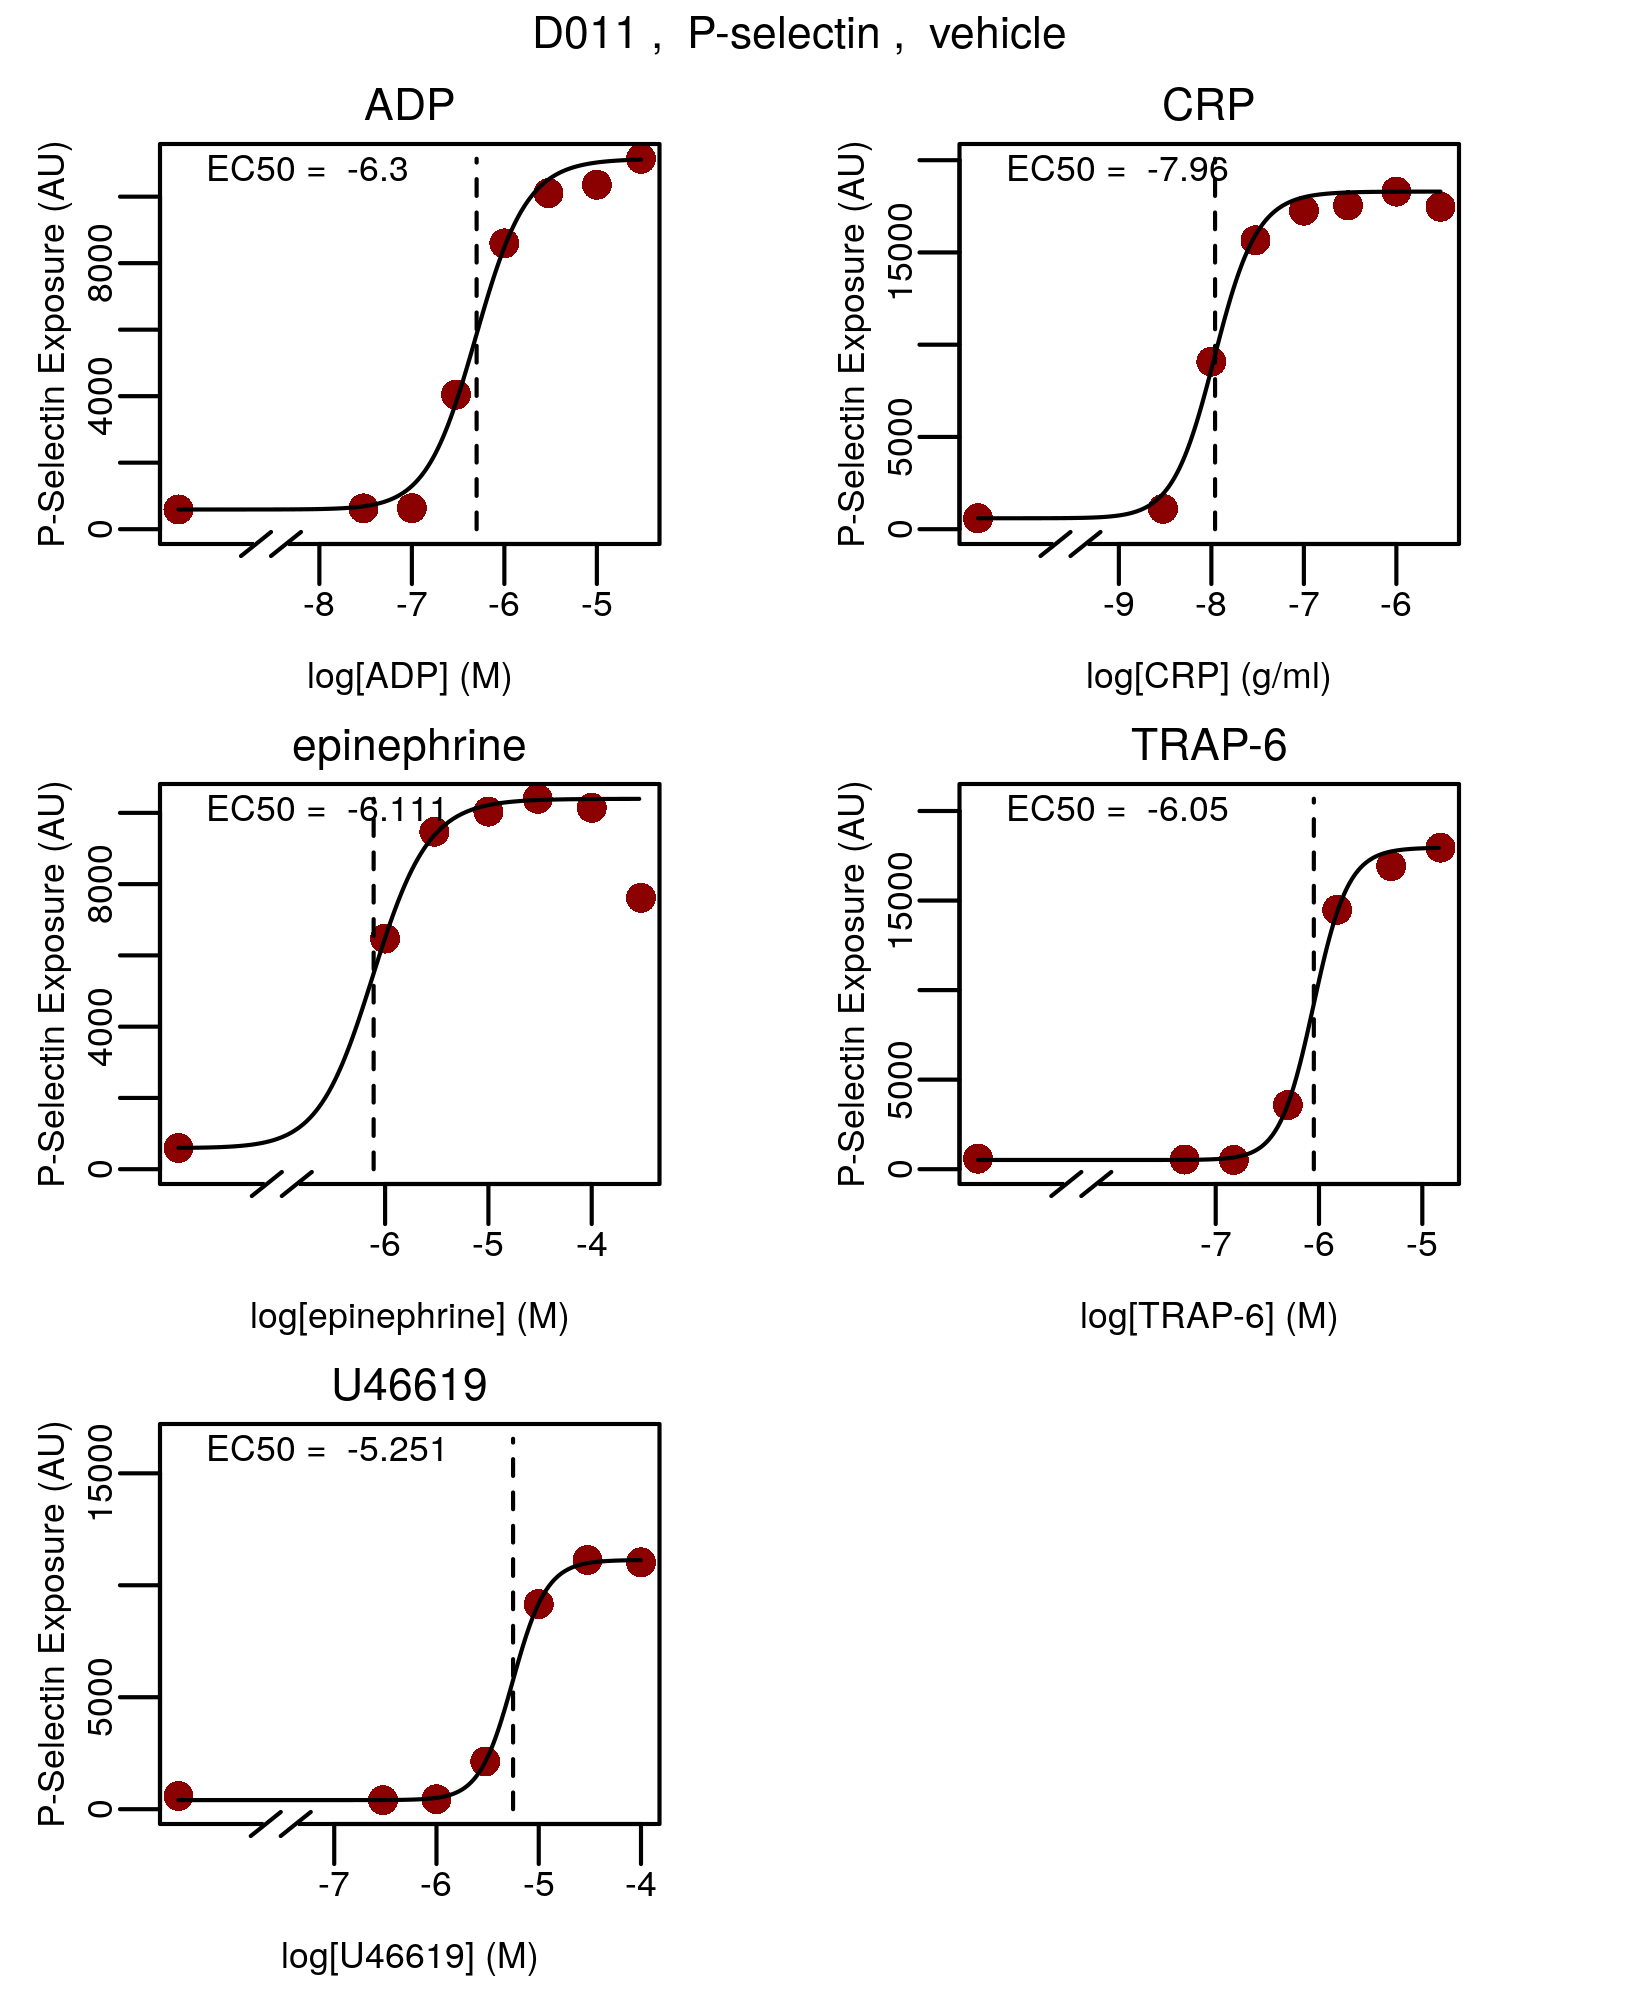 D011 , P-selectin , vehicle
ADP
EC50 = -6.3
P-Selectin Exposure (AU)
0 4000 8000
-8 -7 -6 -5
log[ADP] (M)
CRP
EC50 = -7.96
P-Selectin Exposure (AU)
0 5000 15000
-9 -8 -7 -6
log[CRP] (g/ml)
epinephrine
EC50 = -6.111
P-Selectin Exposure (AU)
0 4000 8000
-6 -5 -4
log[epinephrine] (M)
TRAP-6
EC50 = -6.05
P-Selectin Exposure (AU)
0 5000 15000
-7 -6 -5
log[TRAP-6] (M)
U46619
EC50 = -5.251
P-Selectin Exposure (AU)
0 5000 15000
-7 -6 -5 -4
log[U46619] (M)